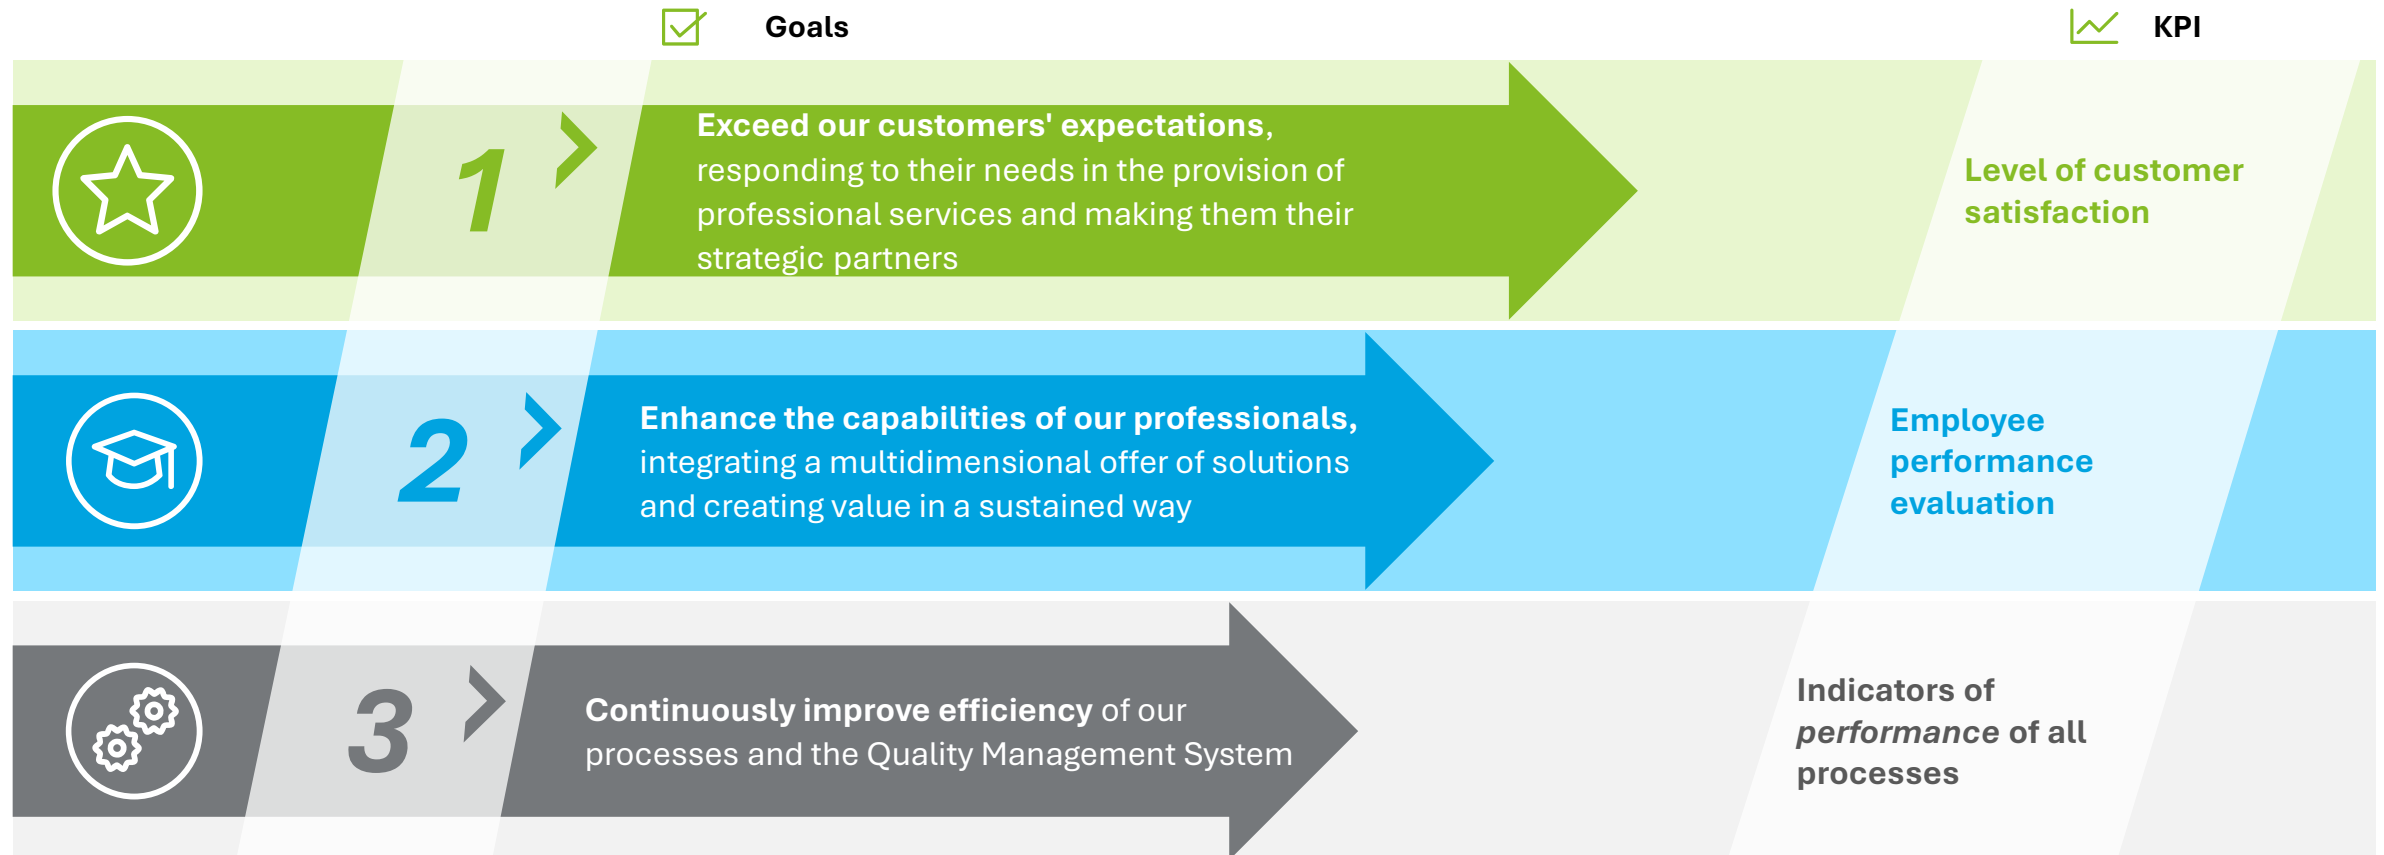 Goals
KPI
1
Exceed our customers' expectations,
responding to their needs in the provision of
professional services and making them their
strategic partners
Level of customer
satisfaction
2
Enhance the capabilities of our professionals,
integrating a multidimensional offer of solutions
and creating value in a sustained way
Employee
performance
evaluation
3
Continuously improve efficiency of our
processes and the Quality Management System
Indicators of
performance of all
processes